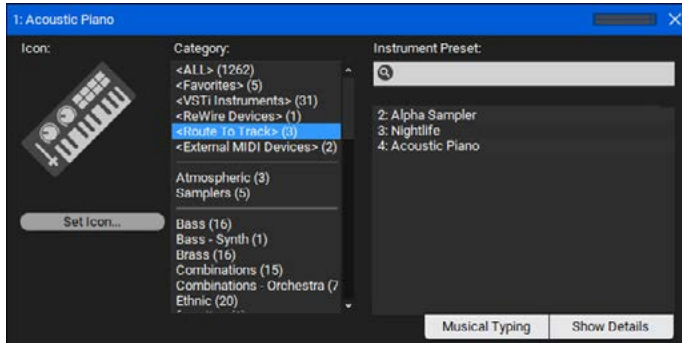 1: Acoustic Piano
Icon:
Set Icon...
Category:
<ALL> (1262)
<Favorites> (5)
<VSTi Instruments> (31)
<ReWire Devices> (1)
<Route To Track> (3)
<External MIDI Devices> (2)
Atmospheric (3)
Samplers (5)
Bass (16)
Bass - Synth (1)
Brass (16)
Combinations (15)
Combinations - Orchestra (7
Ethnic (20)
Instrument Preset:
2: Alpha Sampler
3: Nightlife
4: Acoustic Piano
Musical Typing
Show Details